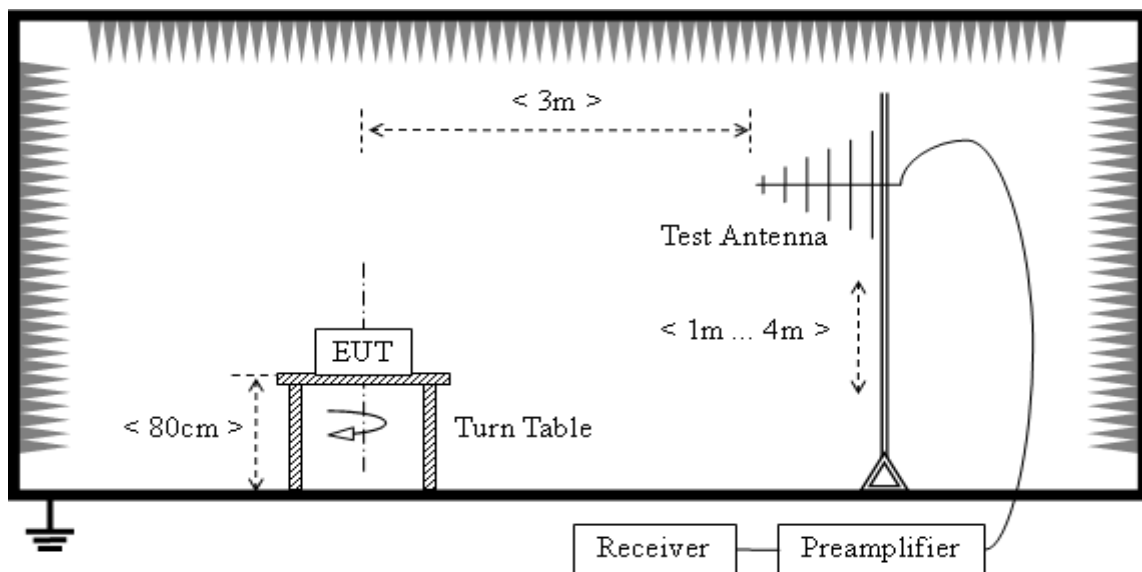 < 3m >
Test Antenna
< 1m ... 4m >
EUT
< 80cm >
Turn Table
Receiver
Preamplifier